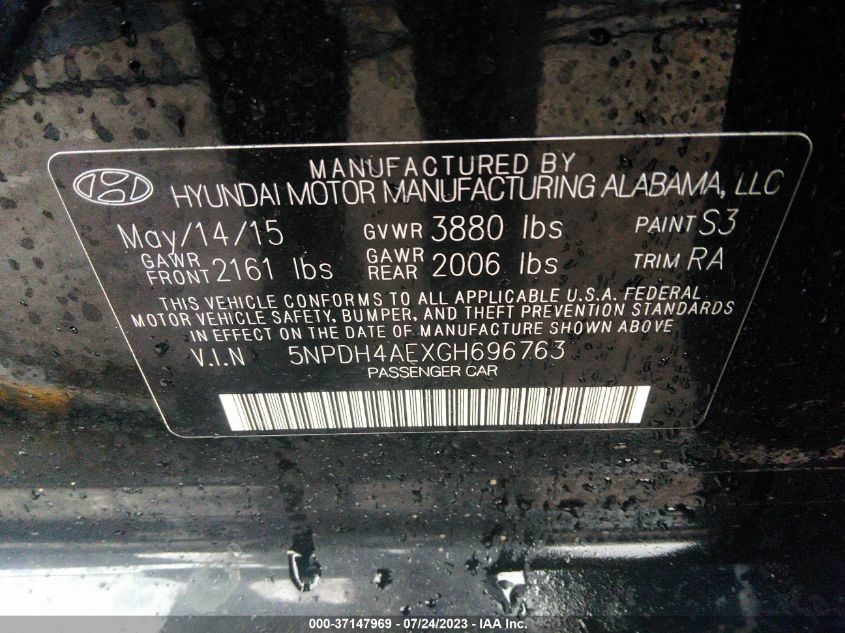 MANUFACTURED BY
HYUNDAI MOTOR MANUFACTURING ALABAMA, LLC
May/14/15 GVWR 3880 lbs PAINT S3
GAWR FRONT 2161 lbs GAWR REAR 2006 lbs TRIM RA
THIS VEHICLE CONFORMS TO ALL APPLICABLE U.S.A. FEDERAL
MOTOR VEHICLE SAFETY, BUMPER, AND THEFT PREVENTION STANDARDS
IN EFFECT ON THE DATE OF MANUFACTURE SHOWN ABOVE
V.I.N 5NPDH4AEXGH696763
PASSENGER CAR
000-37147969 - 07/24/2023 - IAA Inc.